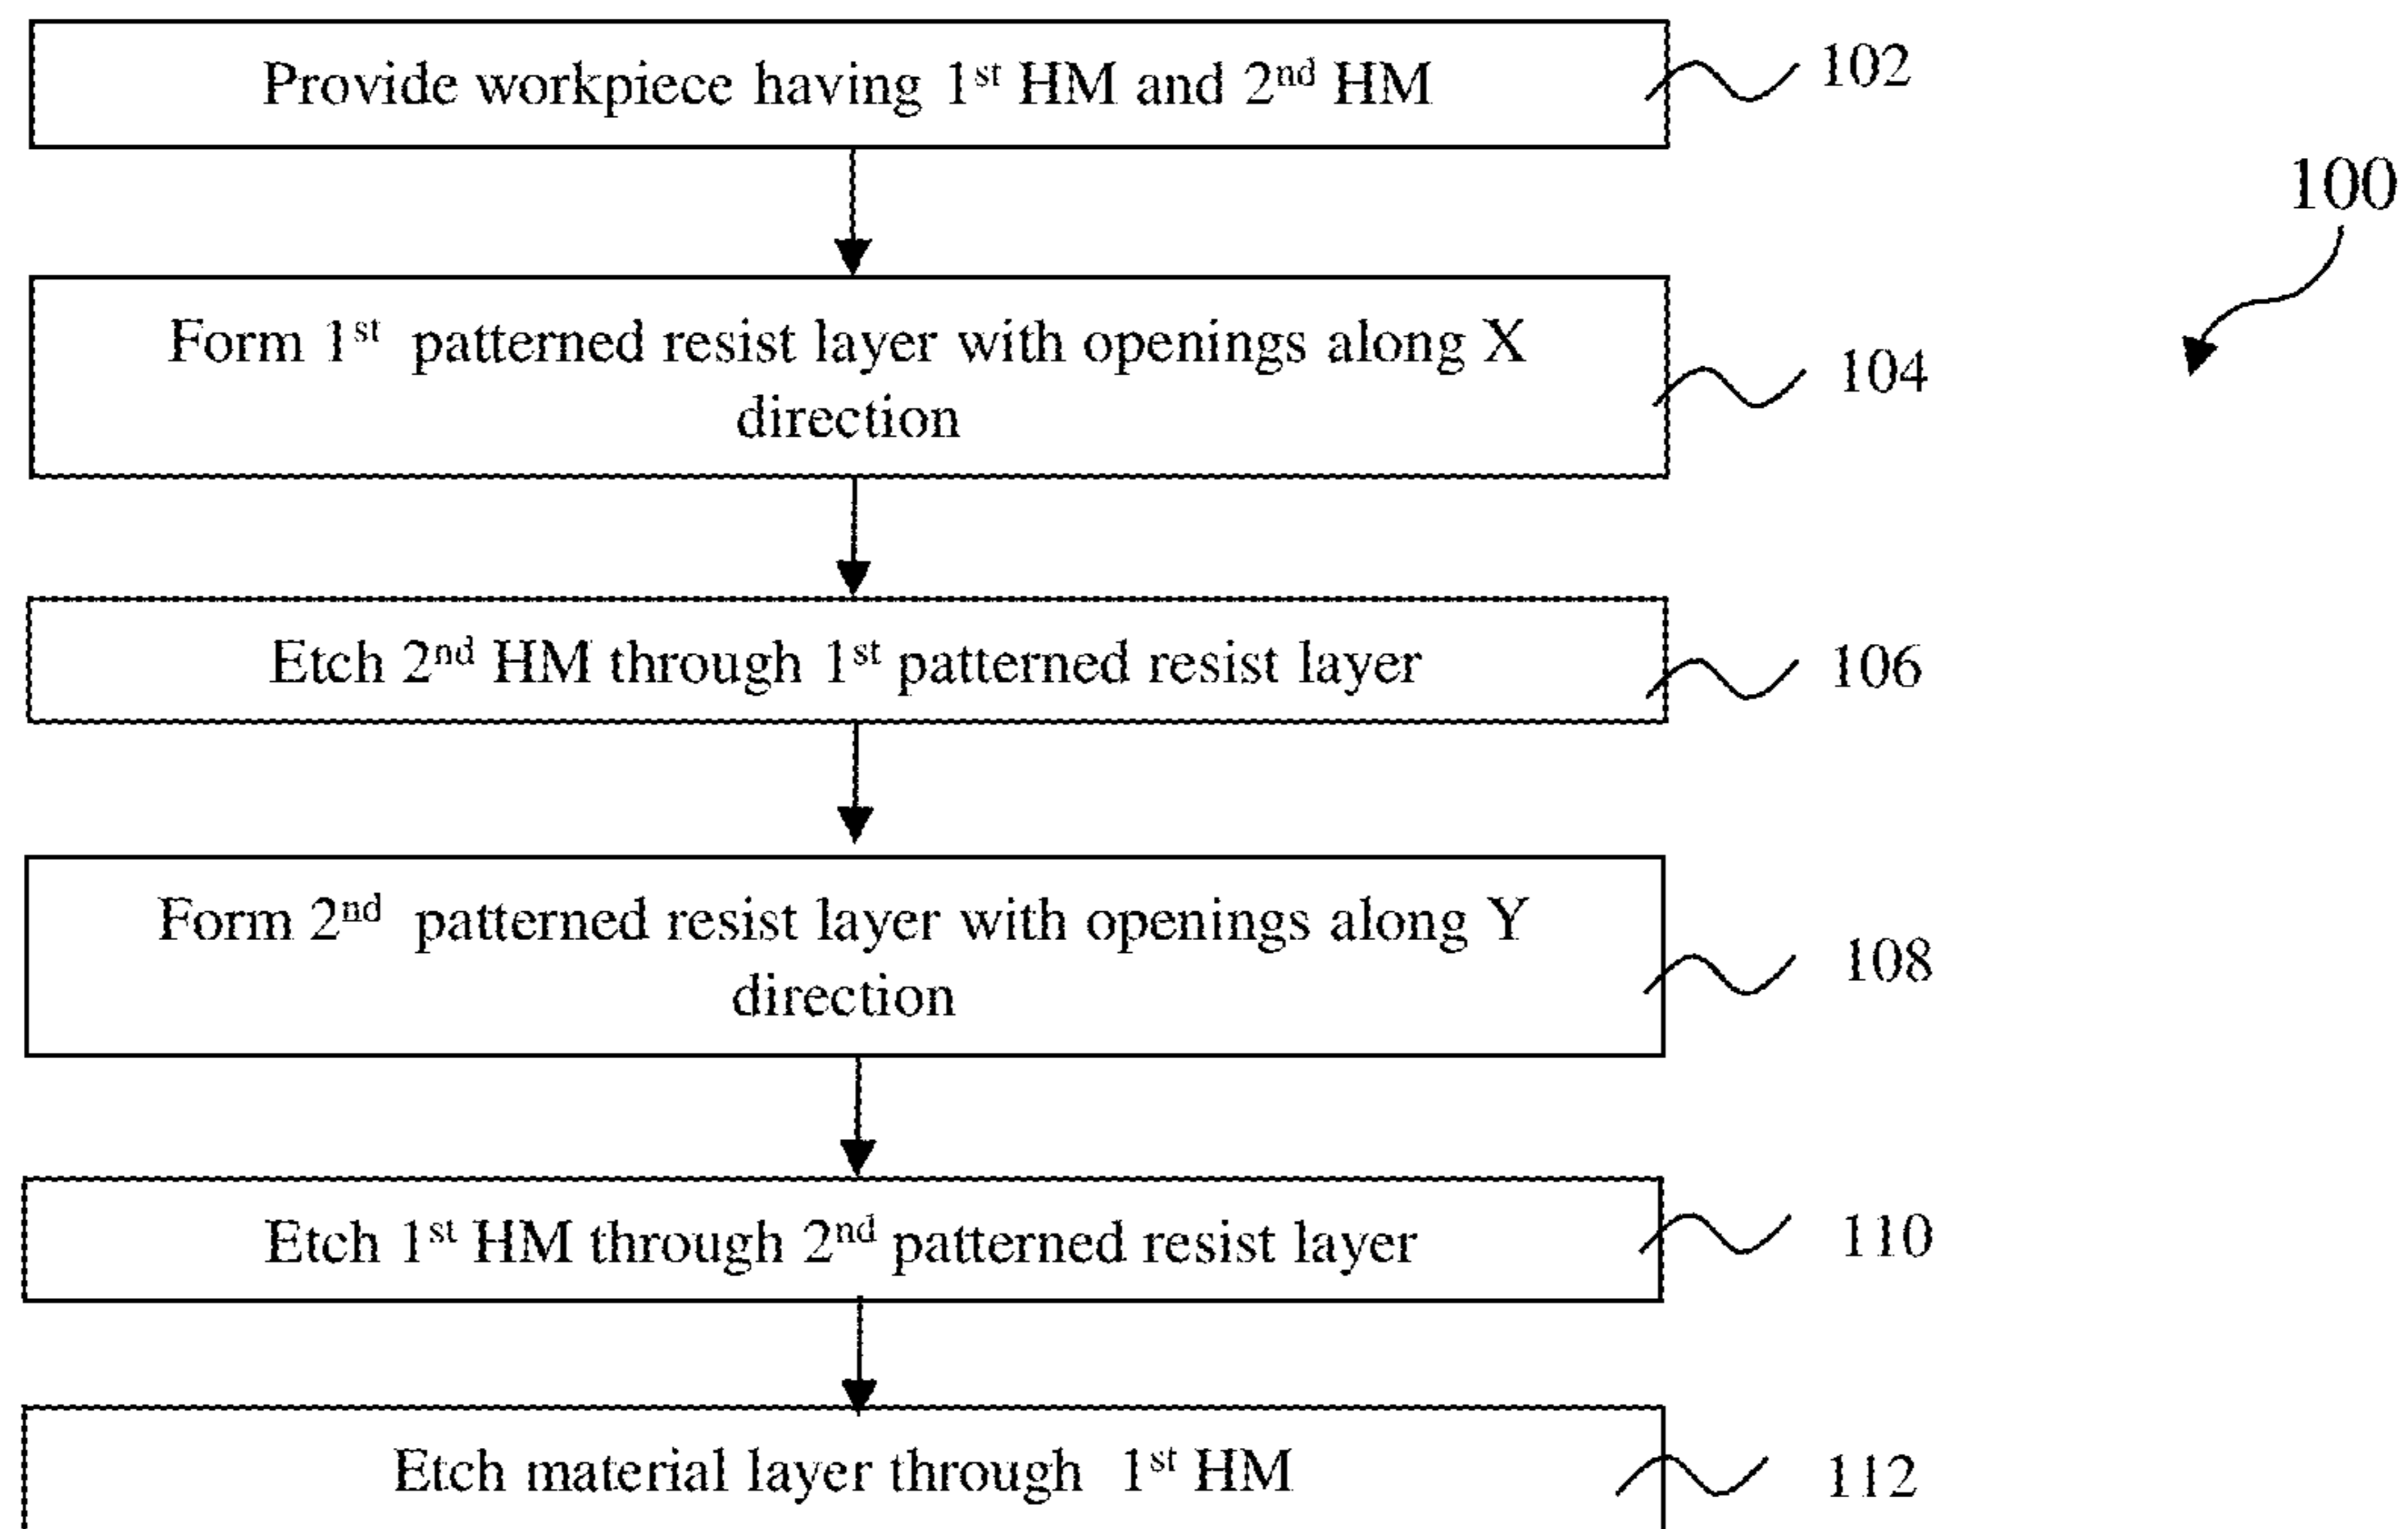 Provide workpiece having 1st HM and 2nd HM
102
100
Form 1st patterned resist layer with openings along X
direction
104
Etch 2nd HM through 1st patterned resist layer
106
Form 2nd patterned resist layer with openings along Y
direction
108
Etch 1st HM through 2nd patterned resist layer
110
Etch material layer through 1st HM
112